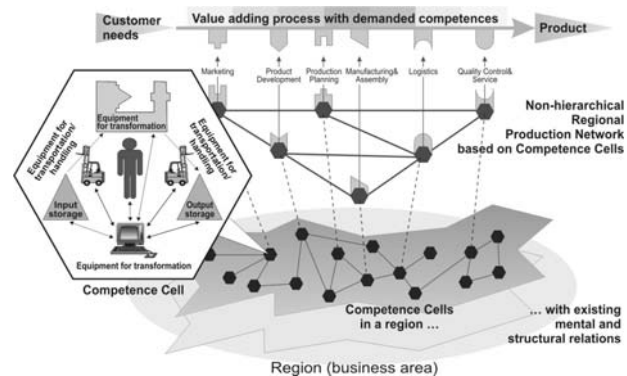 Customer
needs
Value adding process with demanded competences
Product
Marketing
Product
Development
Production
Planning
Manufacturing&
Assembly
Logistics
Quality Control&
Service
Non-hierarchical
Regional
Production Network
based on Competence Cells
Equipment
for transformation
Equipment for
transportation/
handling
Equipment for
transportation/
handling
Input
storage
Output
storage
Equipment for transformation
Competence Cell
Competence Cells
in a region ...
... with existing
mental and
structural relations
Region (business area)